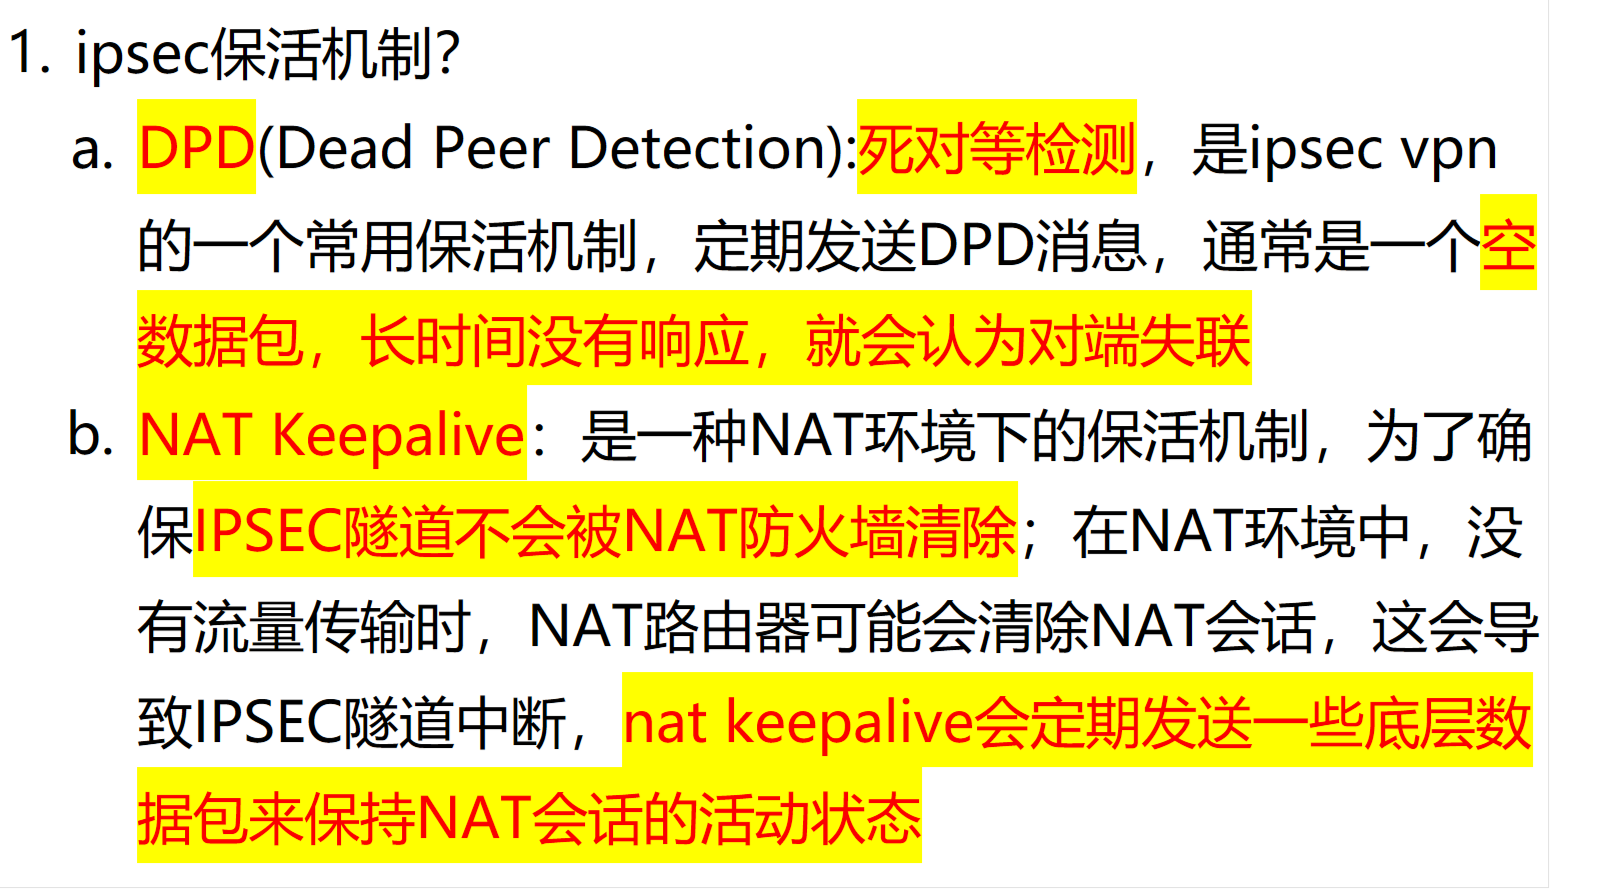 1. ipsec保活机制？
a. DPD(Dead Peer Detection):死对等检测，是ipsec vpn
的一个常用保活机制，定期发送DPD消息，通常是一个空
数据包，长时间没有响应，就会认为对端失联
b. NAT Keepalive：是一种NAT环境下的保活机制，为了确
保IPSEC隧道不会被NAT防火墙清除；在NAT环境中，没
有流量传输时，NAT路由器可能会清除NAT会话，这会导
致IPSEC隧道中断，nat keepalive会定期发送一些底层数
据包来保持NAT会话的活动状态